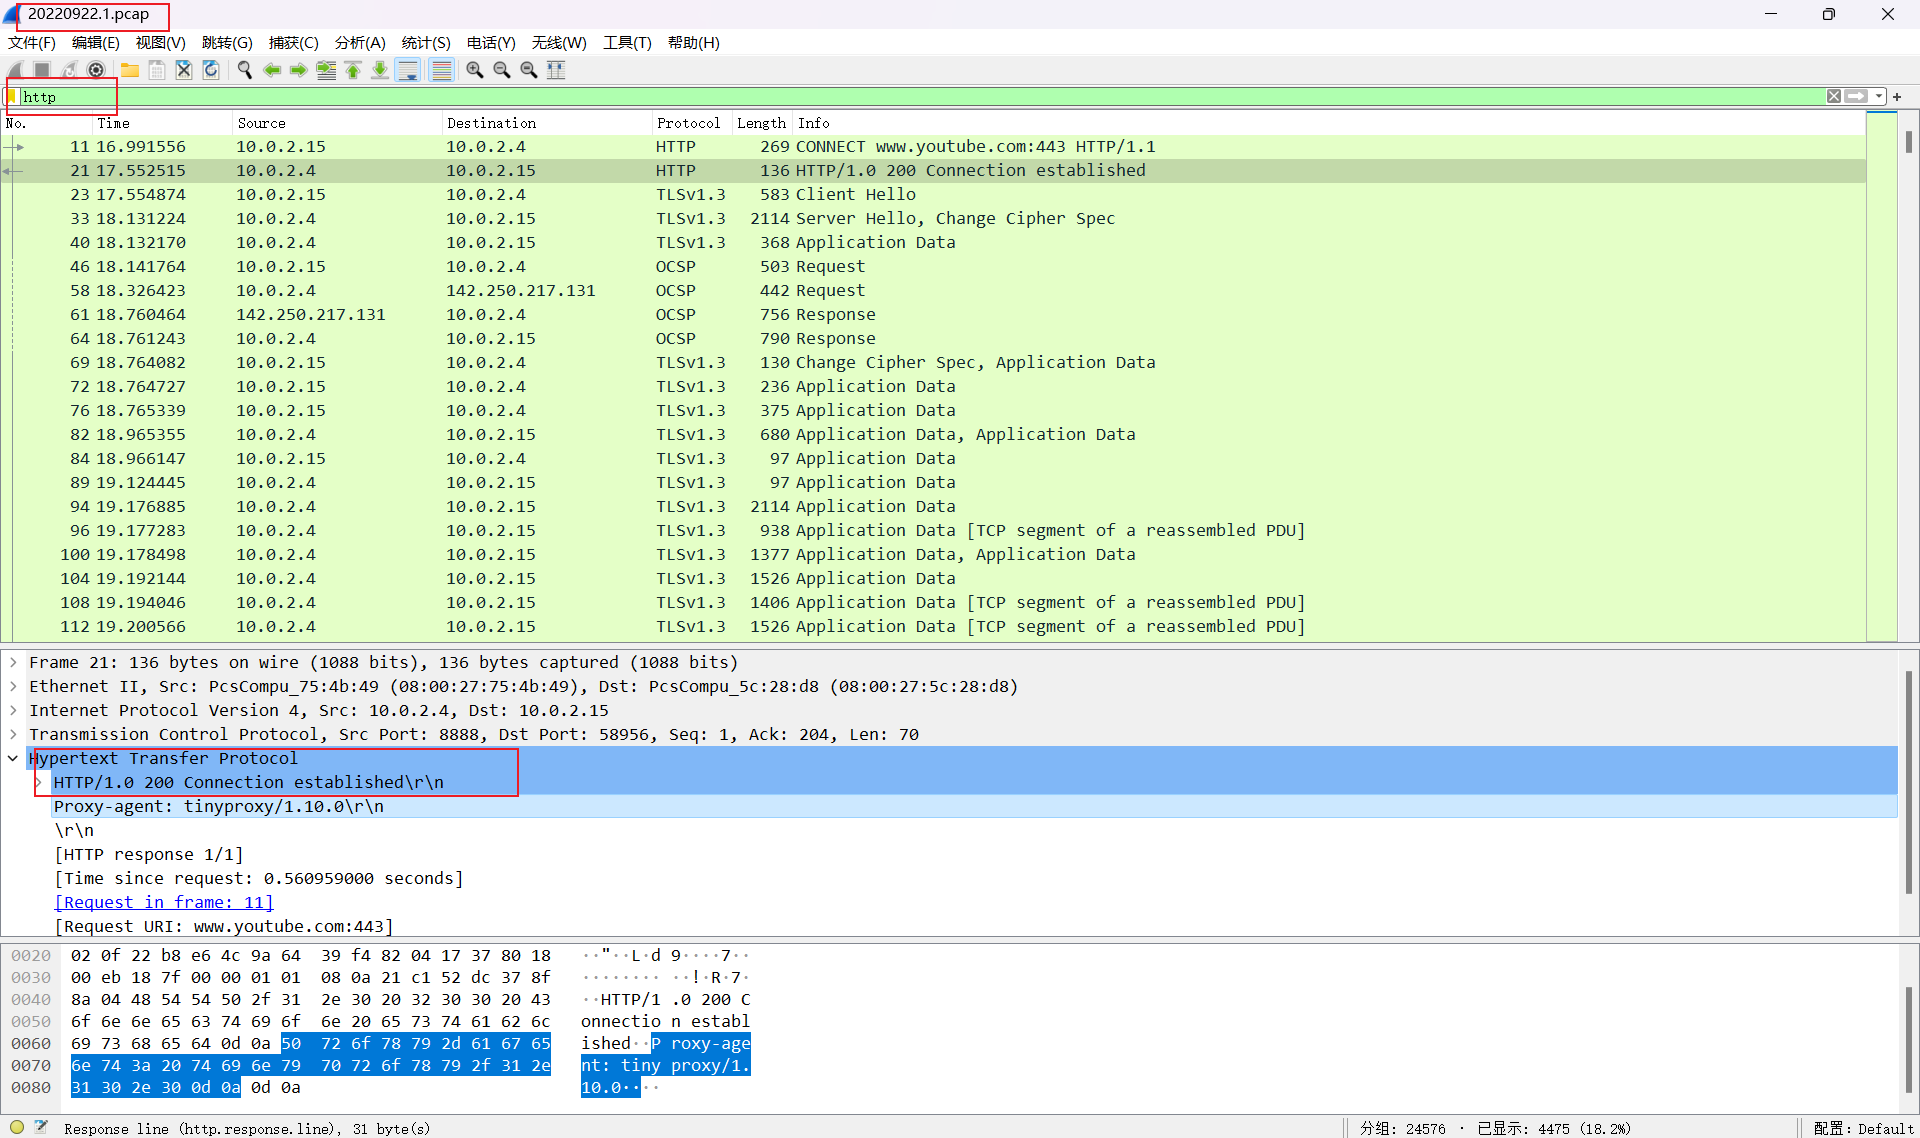 20220922.1.pcap
文件(F) 编辑(E) 视图(V) 跳转(G) 捕获(C) 分析(A) 统计(S) 电话(Y) 无线(W) 工具(T) 帮助(H)
http
No. Time Source Destination Protocol Length Info
11 16.991556 10.0.2.15 10.0.2.4 HTTP 269 CONNECT www.youtube.com:443 HTTP/1.1
21 17.552515 10.0.2.4 10.0.2.15 HTTP 136 HTTP/1.0 200 Connection established
23 17.554874 10.0.2.15 10.0.2.4 TLSv1.3 583 Client Hello
33 18.131224 10.0.2.4 10.0.2.15 TLSv1.3 2114 Server Hello, Change Cipher Spec
40 18.132170 10.0.2.4 10.0.2.15 TLSv1.3 368 Application Data
46 18.141764 10.0.2.15 10.0.2.4 OCSP 503 Request
58 18.326423 10.0.2.4 142.250.217.131 OCSP 442 Request
61 18.760464 142.250.217.131 10.0.2.4 OCSP 756 Response
64 18.761243 10.0.2.4 10.0.2.15 OCSP 790 Response
69 18.764082 10.0.2.15 10.0.2.4 TLSv1.3 130 Change Cipher Spec, Application Data
72 18.764727 10.0.2.15 10.0.2.4 TLSv1.3 236 Application Data
76 18.765339 10.0.2.15 10.0.2.4 TLSv1.3 375 Application Data
82 18.965355 10.0.2.4 10.0.2.15 TLSv1.3 680 Application Data, Application Data
84 18.966147 10.0.2.15 10.0.2.4 TLSv1.3 97 Application Data
89 19.124445 10.0.2.4 10.0.2.15 TLSv1.3 97 Application Data
94 19.176885 10.0.2.4 10.0.2.15 TLSv1.3 2114 Application Data
96 19.177283 10.0.2.4 10.0.2.15 TLSv1.3 938 Application Data [TCP segment of a reassembled PDU]
100 19.178498 10.0.2.4 10.0.2.15 TLSv1.3 1377 Application Data, Application Data
104 19.192144 10.0.2.4 10.0.2.15 TLSv1.3 1526 Application Data
108 19.194046 10.0.2.4 10.0.2.15 TLSv1.3 1406 Application Data [TCP segment of a reassembled PDU]
112 19.200566 10.0.2.4 10.0.2.15 TLSv1.3 1526 Application Data [TCP segment of a reassembled PDU]
Frame 21: 136 bytes on wire (1088 bits), 136 bytes captured (1088 bits)
Ethernet II, Src: PcsCompu_75:4b:49 (08:00:27:75:4b:49), Dst: PcsCompu_5c:28:d8 (08:00:27:5c:28:d8)
Internet Protocol Version 4, Src: 10.0.2.4, Dst: 10.0.2.15
Transmission Control Protocol, Src Port: 8888, Dst Port: 58956, Seq: 1, Ack: 204, Len: 70
Hypertext Transfer Protocol
HTTP/1.0 200 Connection established\r\n
Proxy-agent: tinyproxy/1.10.0\r\n
\r\n
[HTTP response 1/1]
[Time since request: 0.560959000 seconds]
[Request in frame: 11]
[Request URI: www.youtube.com:443]
0020 02 0f 22 b8 e6 4c 9a 64 39 f4 82 04 17 37 80 18 ··"··L·d 9····7··
0030 00 eb 18 7f 00 00 01 01 08 0a 21 c1 52 dc 37 8f ········ ··!·R·7·
0040 8a 04 48 54 54 50 2f 31 2e 30 20 32 30 30 20 43 ··HTTP/1 .0 200 C
0050 6f 6e 6e 65 63 74 69 6f 6e 20 65 73 74 61 62 6c onnectio n establ
0060 69 73 68 65 64 0d 0a 50 72 6f 78 79 2d 61 67 65 ished··P roxy-age
0070 6e 74 3a 20 74 69 6e 79 70 72 6f 78 79 2f 31 2e nt: tiny proxy/1.
0080 31 30 2e 30 0d 0a 0d 0a 10.0····
Response line (http.response.line), 31 byte(s) 分组: 24576 · 已显示: 4475 (18.2%) 配置: Default